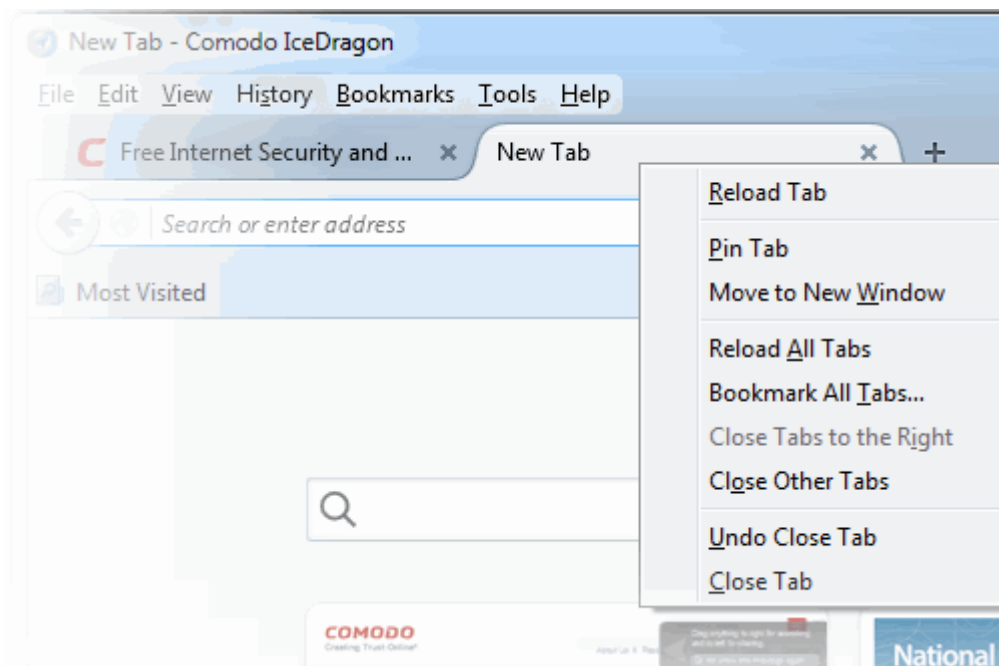 New Tab - Comodo IceDragon
File Edit View History Bookmarks Tools Help
Free Internet Security and ... New Tab
Search or enter address
Most Visited
Reload Tab
Pin Tab
Move to New Window
Reload All Tabs
Bookmark All Tabs...
Close Tabs to the Right
Close Other Tabs
Undo Close Tab
Close Tab
COMODO
Creating Trust Online®
National